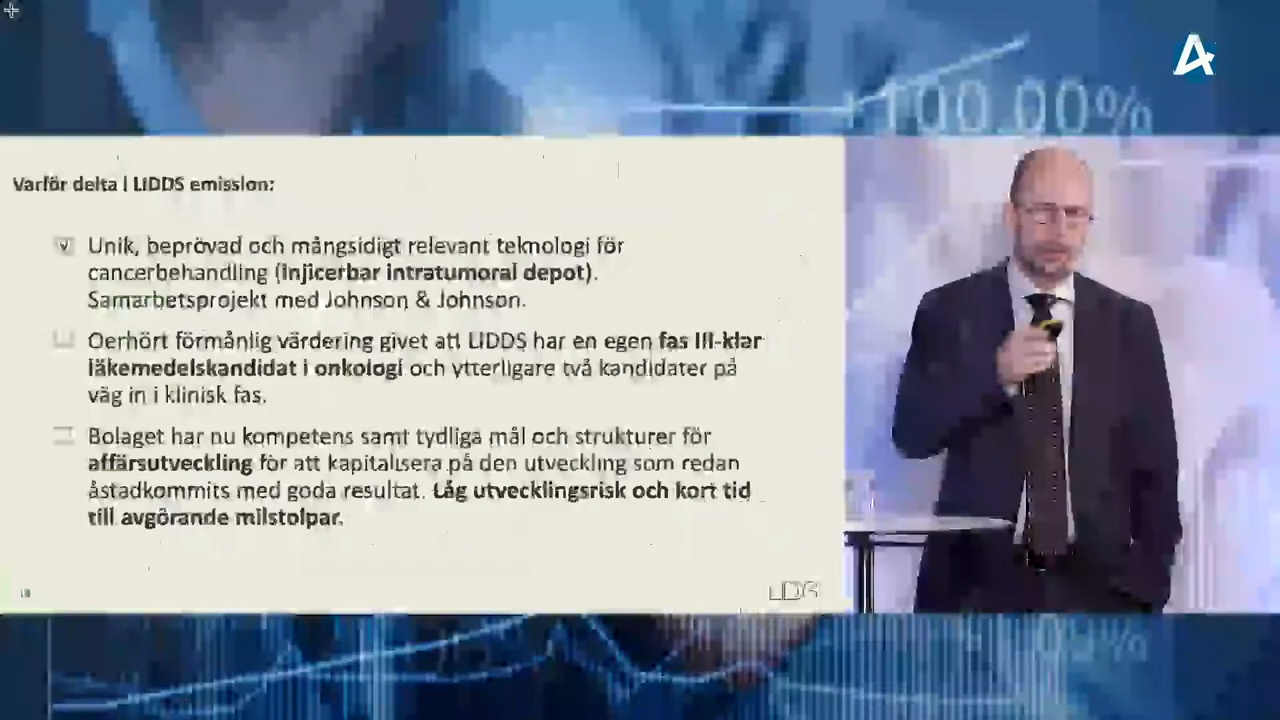 100.00%
Varför delta i LIDDS emission:
Unik, beprövad och mångsidigt relevant teknologi för
cancerbehandling (injicerbar intratumoral depot).
Samarbetsprojekt med Johnson & Johnson.
Oerhört förmånlig värdering givet att LIDDS har en egen fas III-klar
läkemedelskandidat i onkologi och ytterligare två kandidater på
väg in i klinisk fas.
Bolaget har nu kompetens samt tydliga mål och strukturer för
affärsutveckling för att kapitalisera på den utveckling som redan
åstadkommits med goda resultat. Låg utvecklingsrisk och kort tid
till avgörande milstolpar.
LIDDS